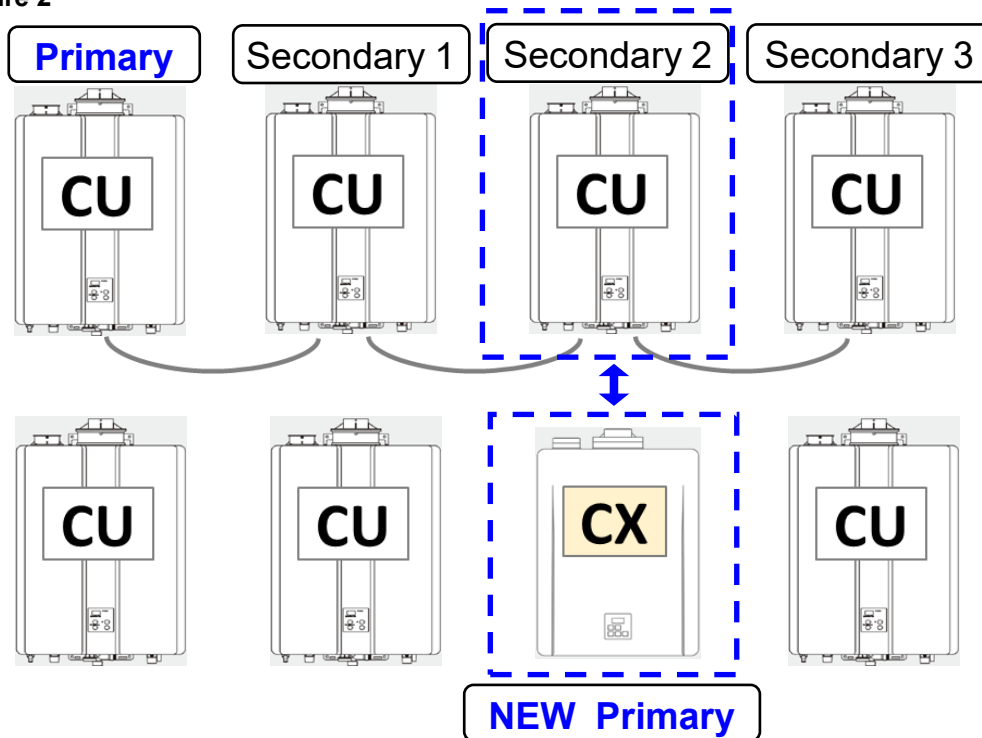 Primary
Secondary 1
Secondary 2
Secondary 3
CU
CU
CU
CU
CU
CU
CX
CU
NEW Primary